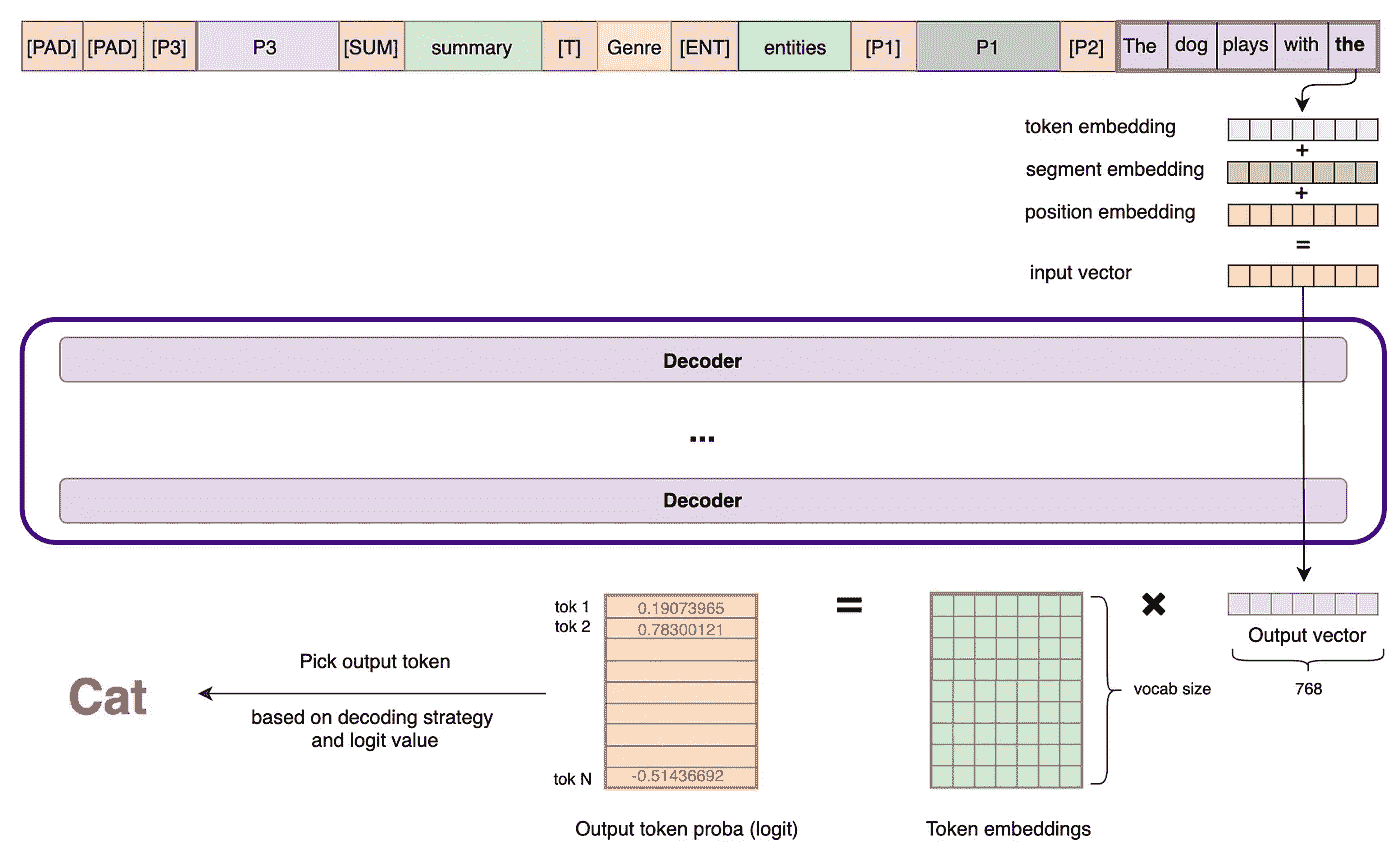 [PAD] [PAD] [P3] P3 [SUM] summary [T] Genre [ENT] entities [P1] P1 [P2] The dog plays with the
token embedding
+
segment embedding
+
position embedding
=
input vector
Decoder
...
Decoder
tok 1 0.19073965
tok 2 0.78300121
tok N -0.51436692
= ×
Output vector
768
vocab size
Pick output token
based on decoding strategy
and logit value
Cat
Output token proba (logit)
Token embeddings